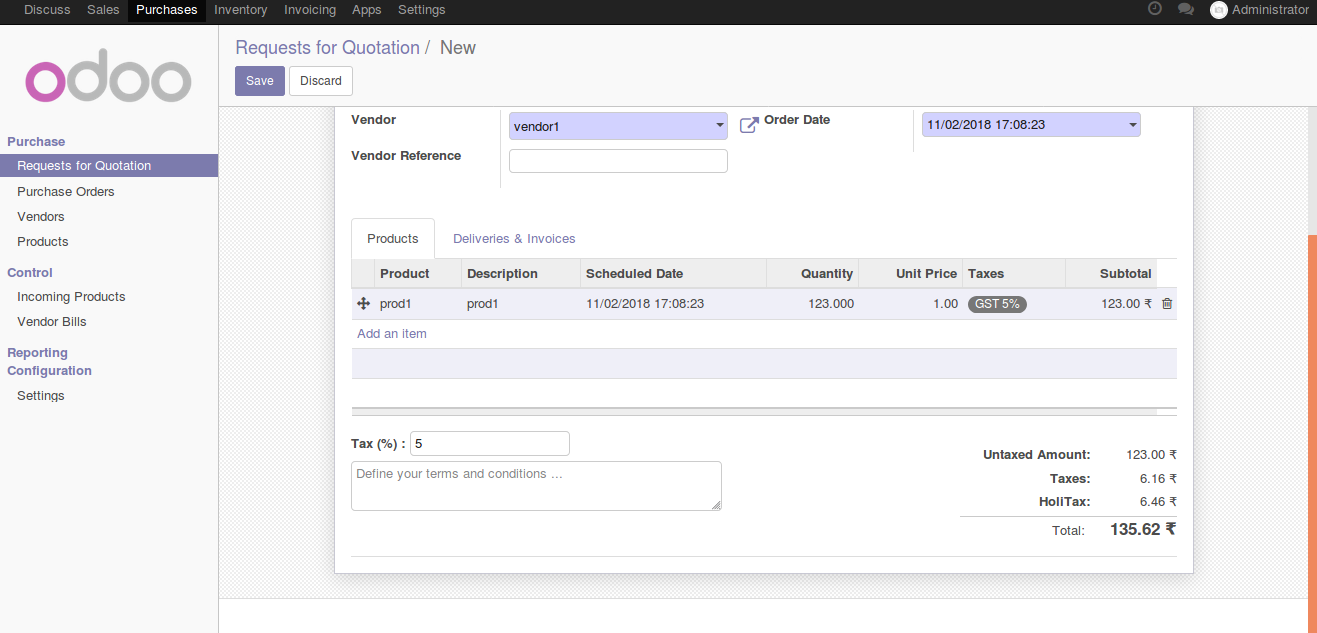 Discuss Sales Purchases Inventory Invoicing Apps Settings Administrator
odoo
Requests for Quotation / New
Save Discard
Purchase
Requests for Quotation
Purchase Orders
Vendors
Products
Control
Incoming Products
Vendor Bills
Reporting
Configuration
Settings
Vendor vendor1 Order Date 11/02/2018 17:08:23
Vendor Reference
Products Deliveries & Invoices
Product Description Scheduled Date Quantity Unit Price Taxes Subtotal
prod1 prod1 11/02/2018 17:08:23 123.000 1.00 GST 5% 123.00 ₹
Add an item
Tax (%) : 5
Define your terms and conditions ...
Untaxed Amount: 123.00 ₹
Taxes: 6.16 ₹
HoliTax: 6.46 ₹
Total: 135.62 ₹